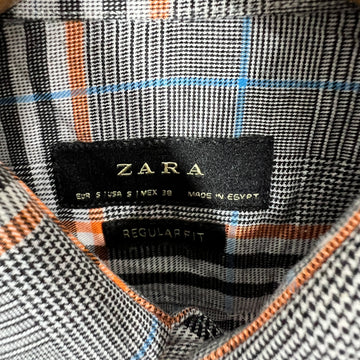 ZARA
EUR S | USA S | MEX 38 MADE IN EGYPT
REGULAR FIT